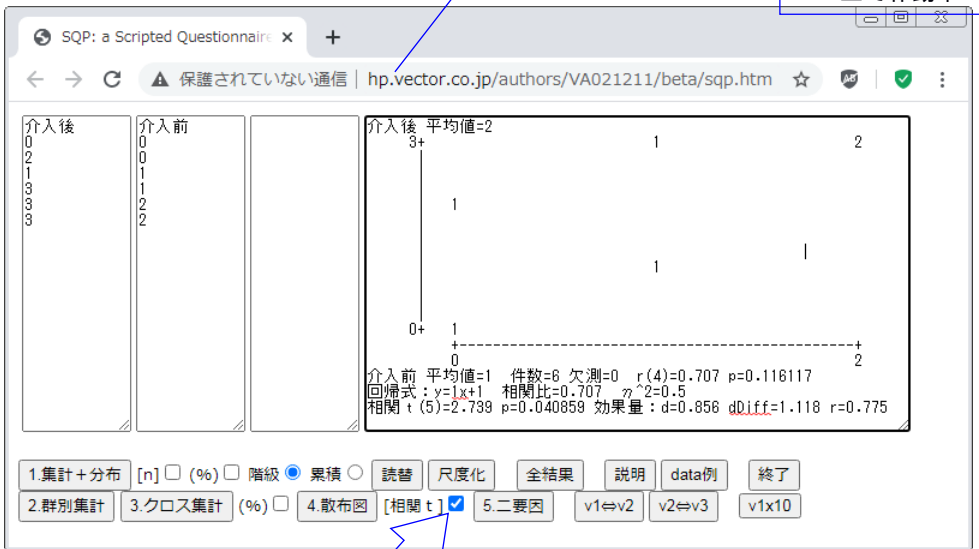 SQP: a Scripted Questionnaire
保護されていない通信 | hp.vector.co.jp/authors/VA021211/beta/sqp.htm
介入後
0
2
1
3
3
3
介入前
0
0
1
1
2
2
介入後 平均値=2
3+ 1 2
1
1
0+ 1
+--------------------------------------------------+
0 2
介入前 平均値=1 件数=6 欠測=0 r(4)=0.707 p=0.116117
回帰式：y=1x+1 相関比=0.707 η^2=0.5
相関ｔ(5)=2.739 p=0.040859 効果量：d=0.856 dDiff=1.118 r=0.775
1.集計＋分布 [n] (%) 階級 累積 読替 尺度化 全結果 説明 data例 終了
2.群別集計 3.クロス集計 (%) 4.散布図 [相関ｔ] 5.二要因 v1⇔v2 v2⇔v3 v1x10